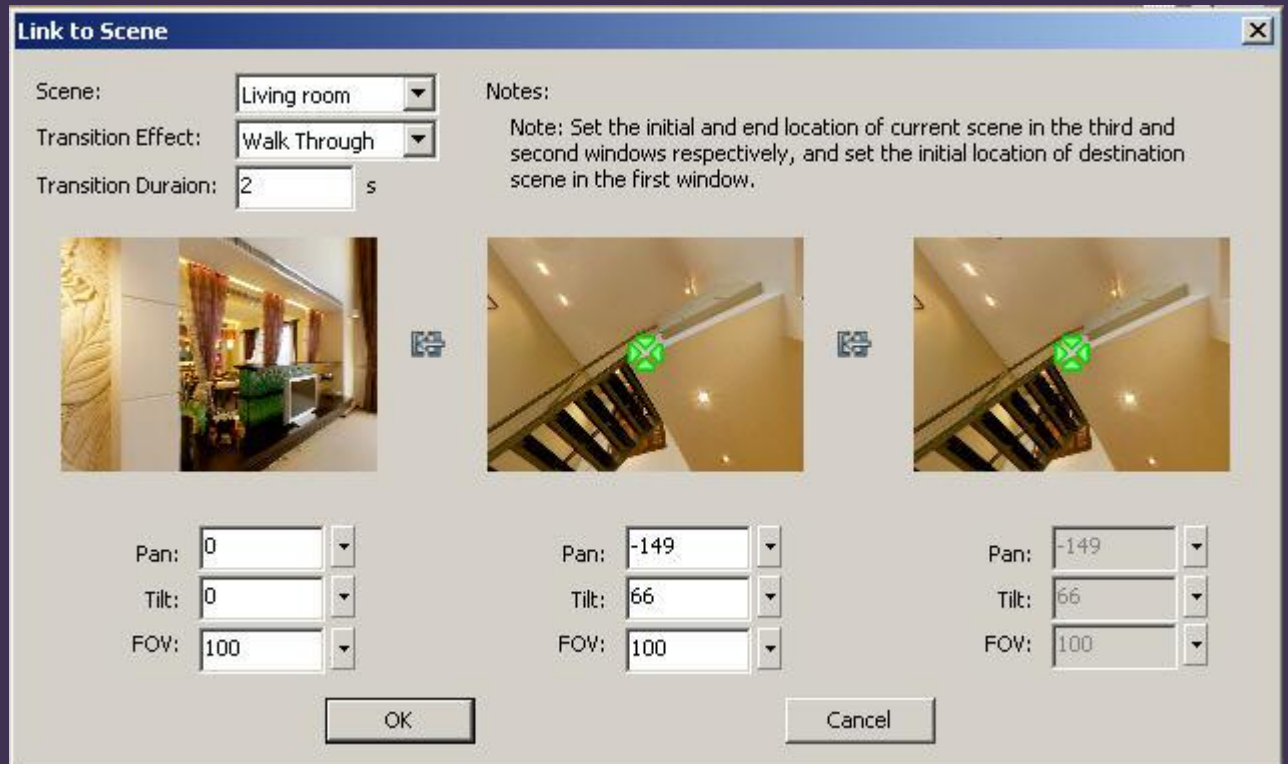 Link to Scene
Scene: Living room
Transition Effect: Walk Through
Transition Duraion: 2 s
Notes:
Note: Set the initial and end location of current scene in the third and
second windows respectively, and set the initial location of destination
scene in the first window.
Pan: 0
Tilt: 0
FOV: 100
Pan: -149
Tilt: 66
FOV: 100
Pan: -149
Tilt: 66
FOV: 100
OK
Cancel